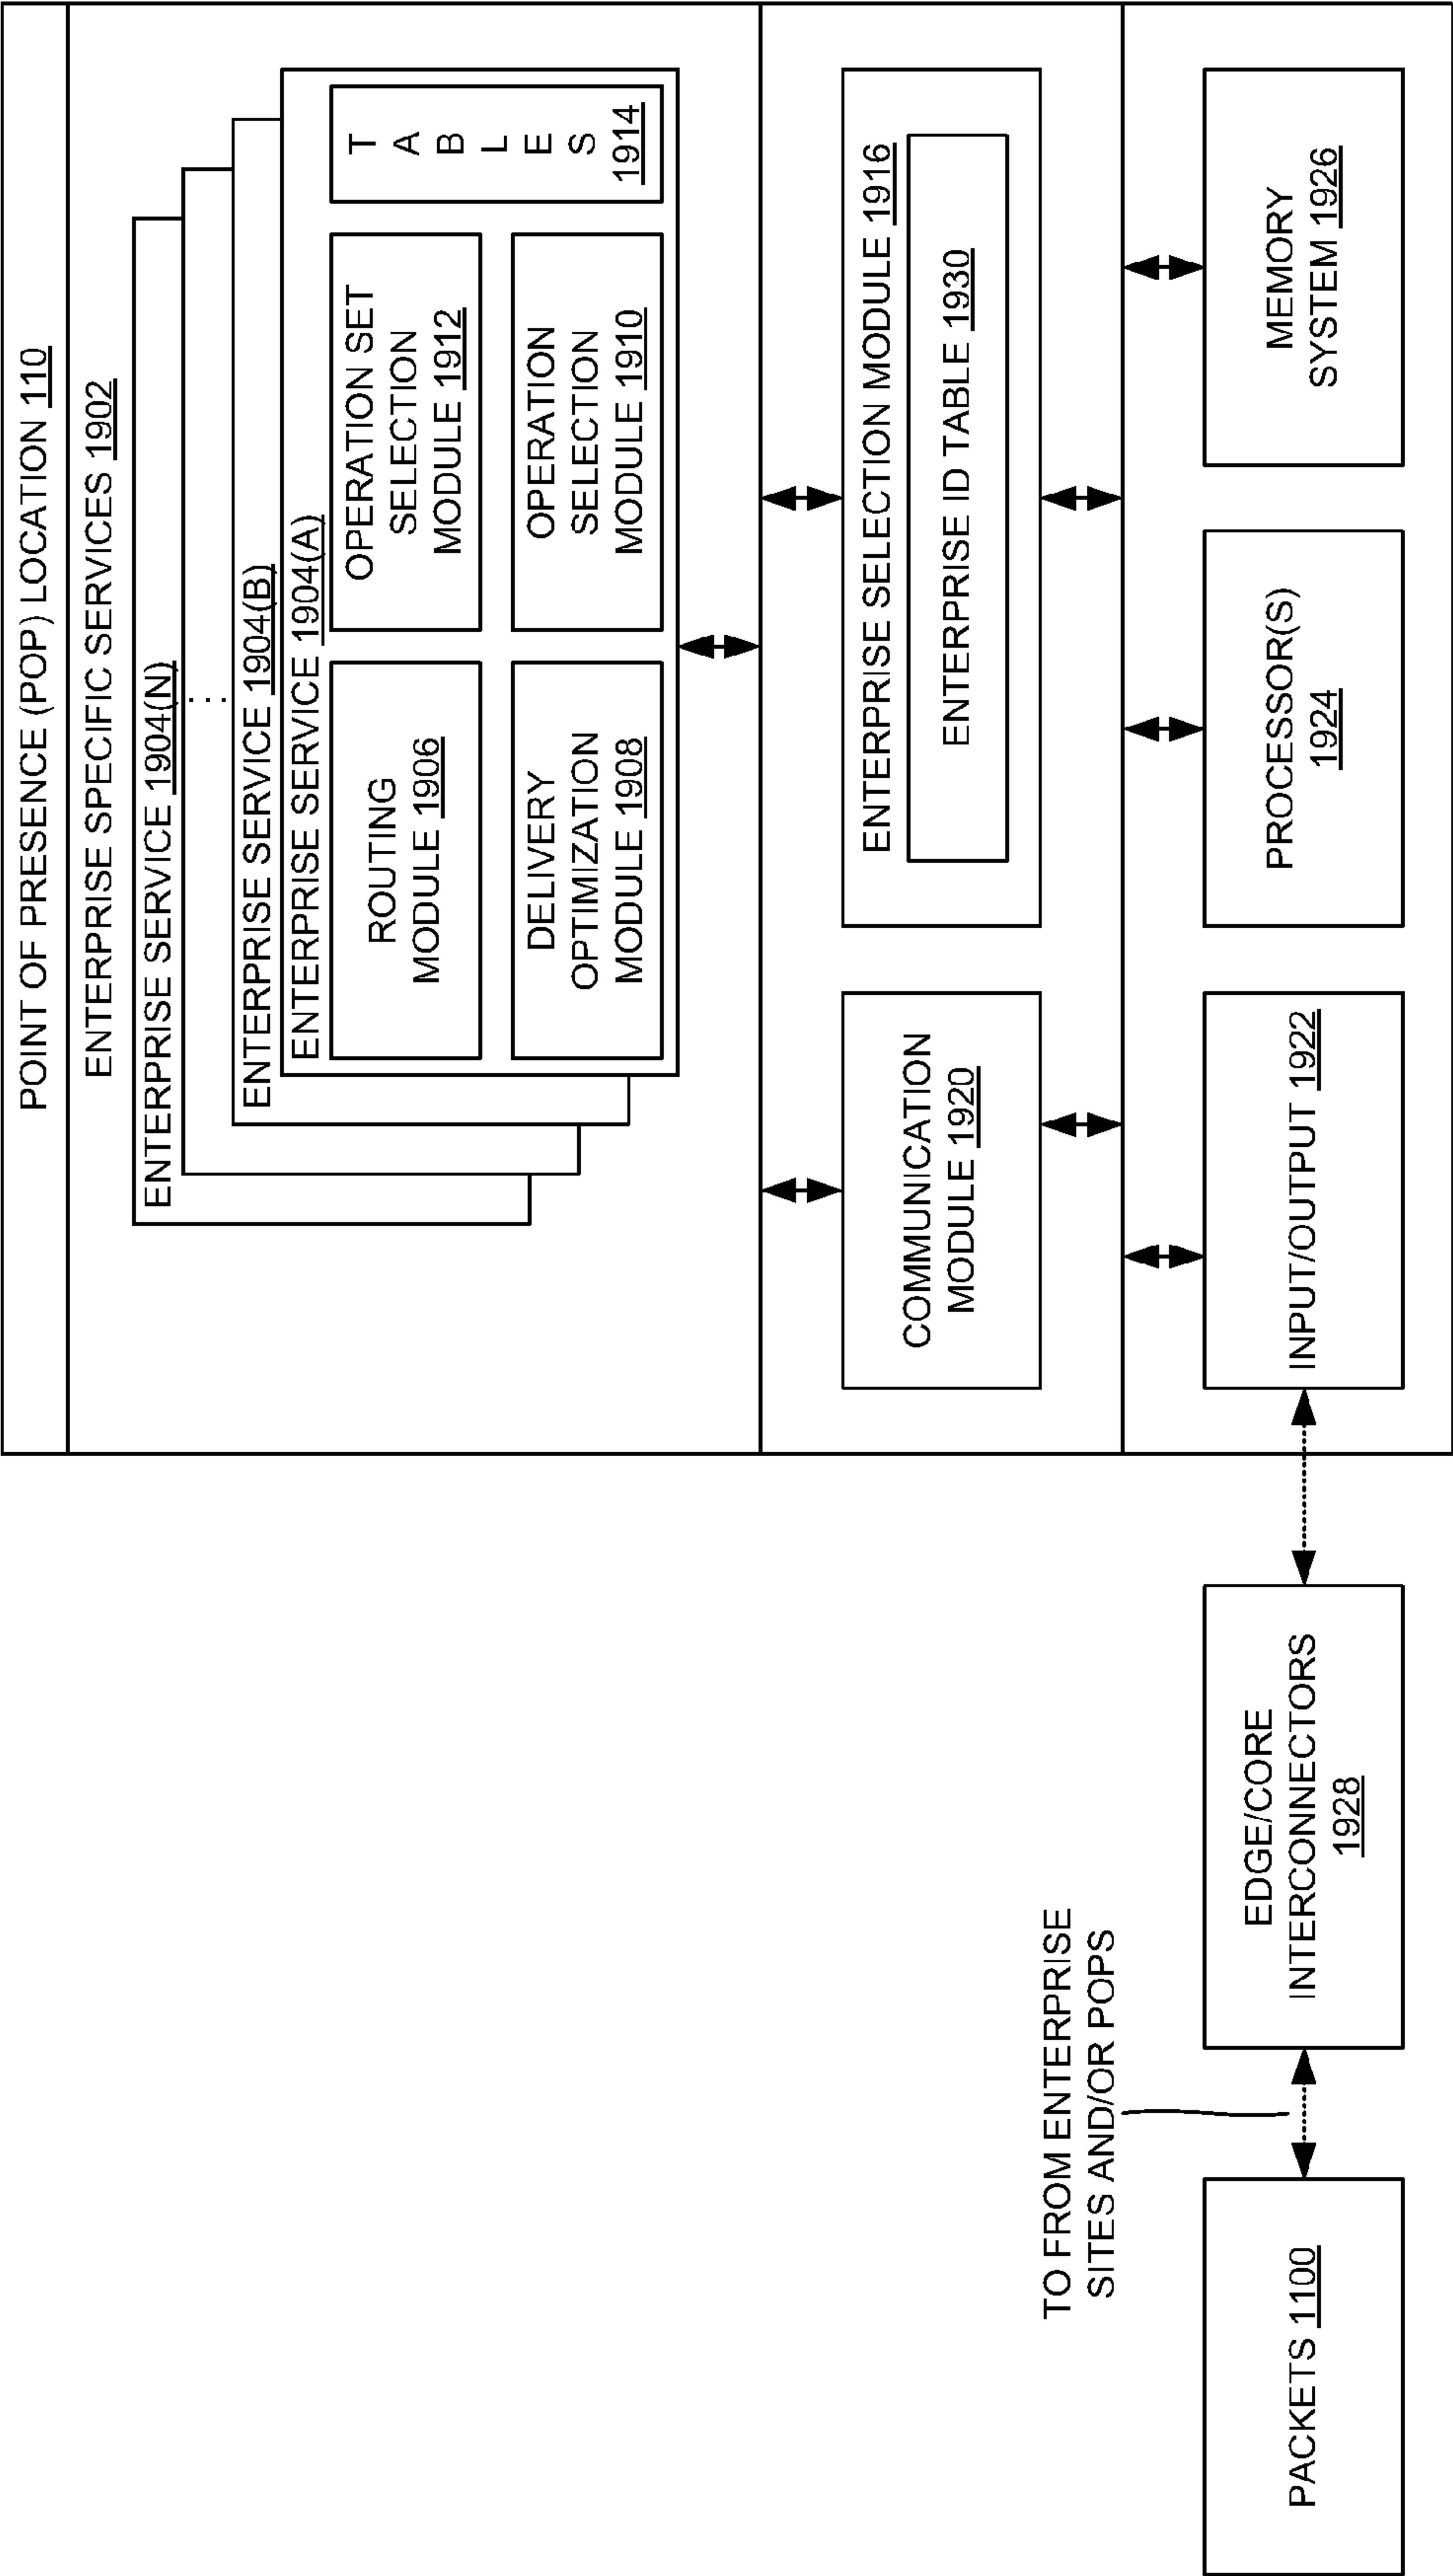 POINT OF PRESENCE (POP) LOCATION 110
ENTERPRISE SPECIFIC SERVICES 1902
ENTERPRISE SERVICE 1904(N)
...
ENTERPRISE SERVICE 1904(B)
ENTERPRISE SERVICE 1904(A)
ROUTING
MODULE 1906
OPERATION SET
SELECTION
MODULE 1912
DELIVERY
OPTIMIZATION
MODULE 1908
OPERATION
SELECTION
MODULE 1910
T
A
B
L
E
S
1914
COMMUNICATION
MODULE 1920
ENTERPRISE SELECTION MODULE 1916
ENTERPRISE ID TABLE 1930
TO FROM ENTERPRISE
SITES AND/OR POPS
PACKETS 1100
EDGE/CORE
INTERCONNECTORS
1928
INPUT/OUTPUT 1922
PROCESSOR(S)
1924
MEMORY
SYSTEM 1926